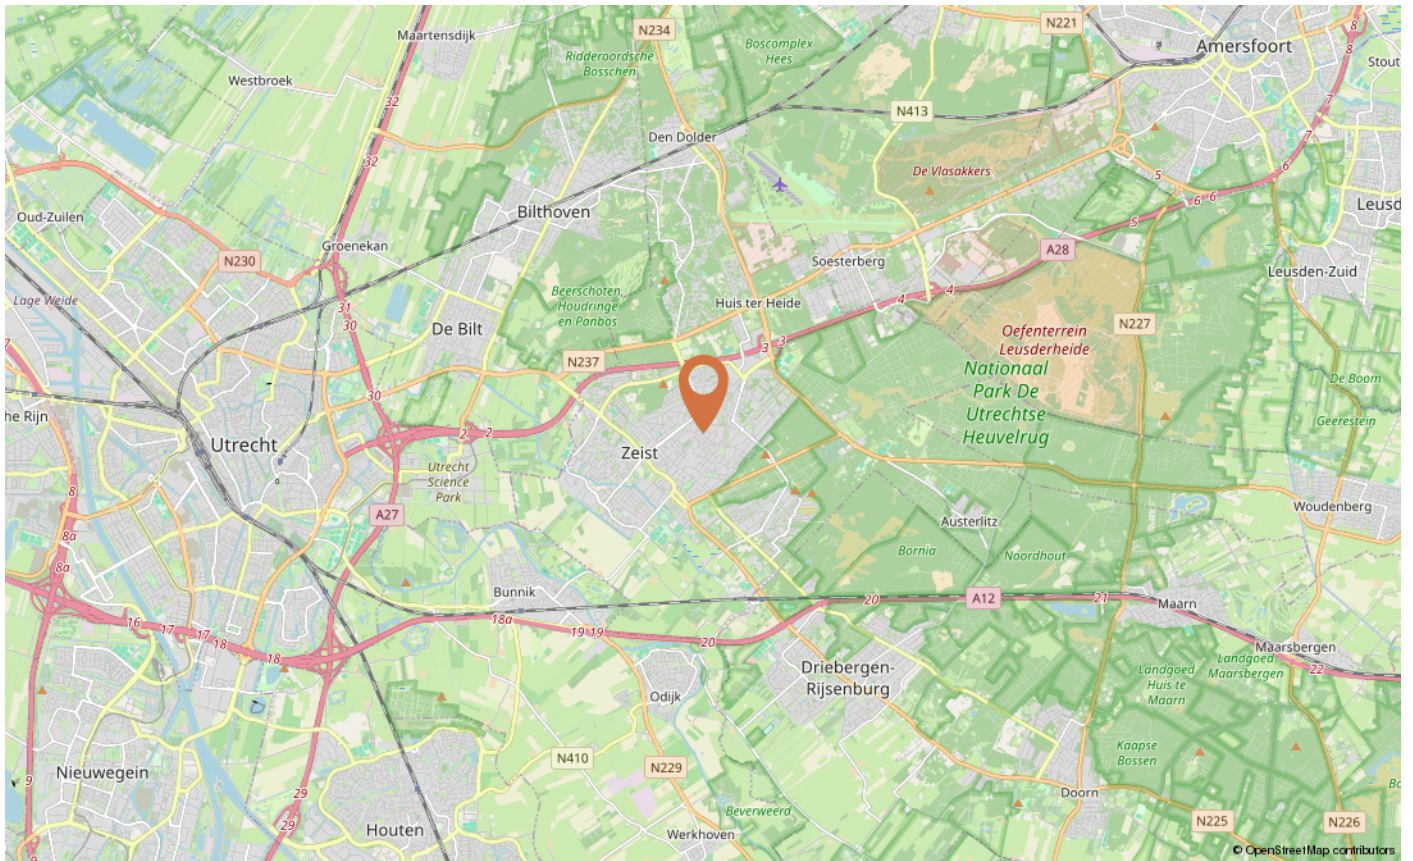 Maartensdijk
N234
N221
Boscomplex
Hees
Amersfoort
8
8
Ridderoordsche
Bosschen
Westbroek
32
N413
7
7
Den Dolder
32
De Vlasakkers
5
6
6
6
Oud-Zuilen
Bilthoven
Leusd
5
Groenekan
N230
A28
Soesterberg
Leusden-Zuid
Lage Weide
Beerschoten,
Houdringe
en Panbos
4
4
Huis ter Heide
31
30
De Bilt
Oefenterrein
Leusderheide
N227
7
3
3
N237
Nationaal
Park De
Utrechtse
Heuvelrug
De Boom
30
he Rijn
Geerestein
2
2
Utrecht
Zeist
Utrecht
Science
Park
8
A27
Woudenberg
Austerlitz
8a
Bornia
Noordhout
8a
Bunnik
20
A12
21
Maarn
16
17
17
18
18a
19
19
20
18
Maarsbergen
22
Driebergen-
Rijsenburg
Landgoed
Maarsbergen
Landgoed
Huis te
Maarn
Odijk
Kaapse
Bossen
Nieuwegein
9
N410
N229
29
Doorn
29
Houten
Beverweerd
Werkhoven
N225
N226
© OpenStreetMap contributors